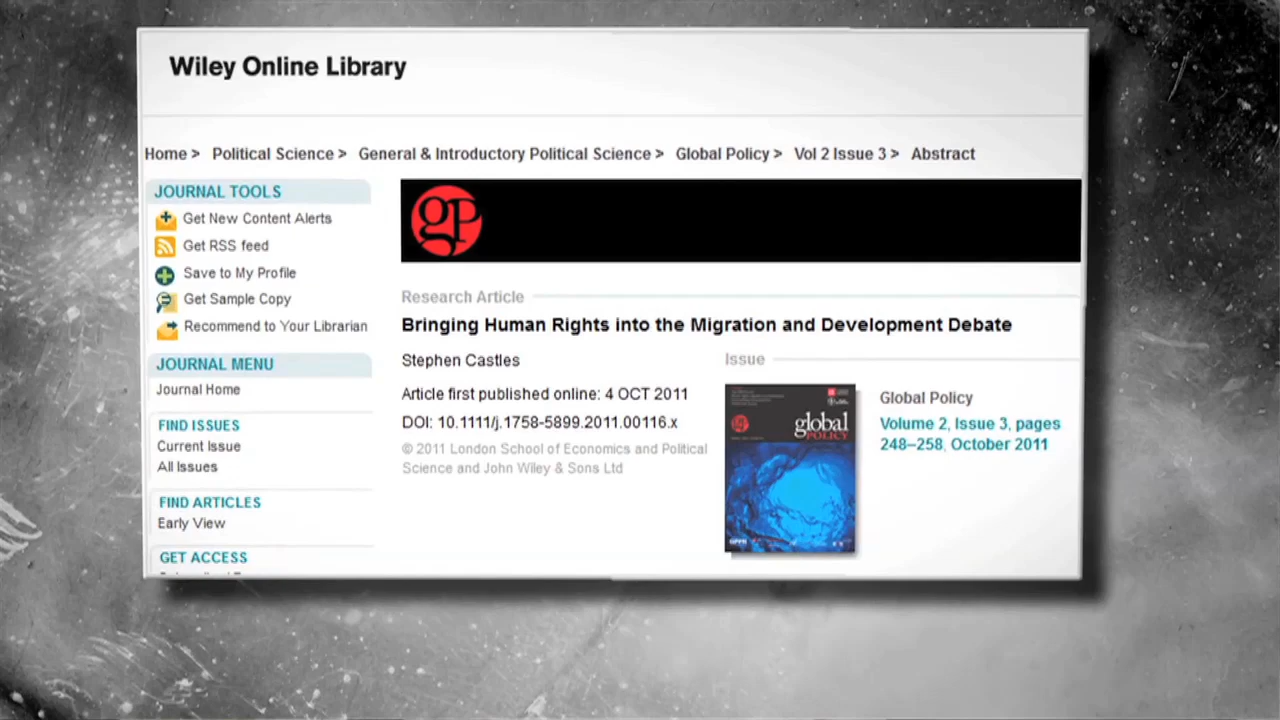 Wiley Online Library
Home > Political Science > General & Introductory Political Science > Global Policy > Vol 2 Issue 3 > Abstract
JOURNAL TOOLS
Get New Content Alerts
Get RSS feed
Save to My Profile
Get Sample Copy
Recommend to Your Librarian
JOURNAL MENU
Journal Home
FIND ISSUES
Current Issue
All Issues
FIND ARTICLES
Early View
GET ACCESS
gp
Research Article
Bringing Human Rights into the Migration and Development Debate
Stephen Castles
Article first published online: 4 OCT 2011
DOI: 10.1111/j.1758-5899.2011.00116.x
© 2011 London School of Economics and Political
Science and John Wiley & Sons Ltd
Issue
global
POLICY
Global Policy
Volume 2, Issue 3, pages
248–258, October 2011